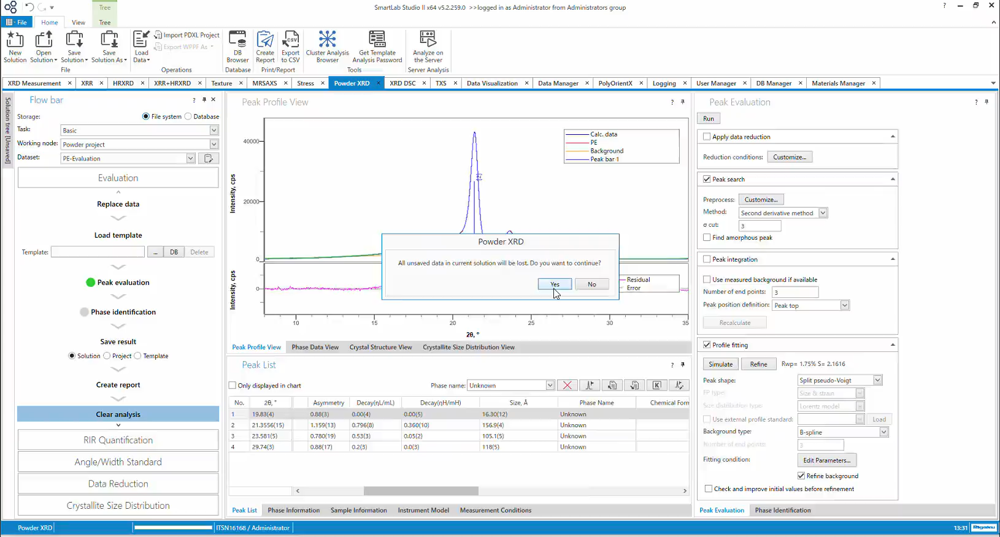 Tree
SmartLab Studio II x64 v5.2.259.0 >>logged in as Administrator from Administrators group
?
File Home View Tree
New Solution
Open Solution
Save Solution
Save Solution As
File
Load Data
Import PDXL Project
Export WPPF As
Operations
DB Browser
Database
Create Report
CSV
Export to CSV
Print/Report
Cluster Analysis Browser
Get Template Analysis Password
Tools
Analyze on the Server
Server Analysis
XRD Measurement × XRR × HRXRD × XRR+HRXRD × Texture × MRSAXS × Stress × Powder XRD × XRD DSC × TXS × Data Visualization × Data Manager × PolyOrientX × Logging × User Manager × DB Manager × Materials Manager ×
Solution tree [Unsaved]
Flow bar ?
Storage: File system Database
Task: Basic
Working node: Powder project
Dataset: PE-Evaluation
Evaluation
Replace data
Load template
Template: ... DB Delete
Peak evaluation
Phase identification
Save result
Solution Project Template
Create report
Clear analysis
RIR Quantification
Angle/Width Standard
Data Reduction
Crystallite Size Distribution
Peak Profile View ?
Intensity, cps
40000
20000
0
[2]
Calc. data
PE
Background
Peak bar 1
Powder XRD
All unsaved data in current solution will be lost. Do you want to continue?
Yes No
Intensity, cps
0
Residual
Error
10 15 20 25 30 35
2θ, °
Peak Profile View Phase Data View Crystal Structure View Crystallite Size Distribution View
Peak List ?
Only displayed in chart Phase name: Unknown K
No. 2θ, ° Asymmetry Decay(ηL/mL) Decay(ηH/mH) Size, Å Phase Name Chemical Form
1 19.83(4) 0.88(3) 0.00(4) 0.00(5) 16.30(12) Unknown
2 21.3556(15) 1.159(13) 0.796(8) 0.360(10) 156.9(4) Unknown
3 23.581(5) 0.780(19) 0.53(3) 0.05(2) 105.1(5) Unknown
4 29.74(3) 0.88(17) 0.2(3) 0.0(3) 118(5) Unknown
Peak List Phase Information Sample Information Instrument Model Measurement Conditions
Peak Evaluation ?
Run
Apply data reduction
Reduction conditions: Customize...
Peak search
Preprocess: Customize...
Method: Second derivative method
σ cut: 3
Find amorphous peak
Peak integration
Use measured background if available
Number of end points: 3
Peak position definition: Peak top
Recalculate
Profile fitting
Simulate Refine Rwp= 1.75% S= 2.1616
Peak shape: Split pseudo-Voigt
FP type: Size & strain
Size distribution type: Lorentz model
Use external profile standard: Load
Background type: B-spline
Number of end points: 3
Fitting condition: Edit Parameters...
Refine background
Check and improve initial values before refinement
Peak Evaluation Phase Identification
Powder XRD ITSN16168 / Administrator 13:31 Rigaku